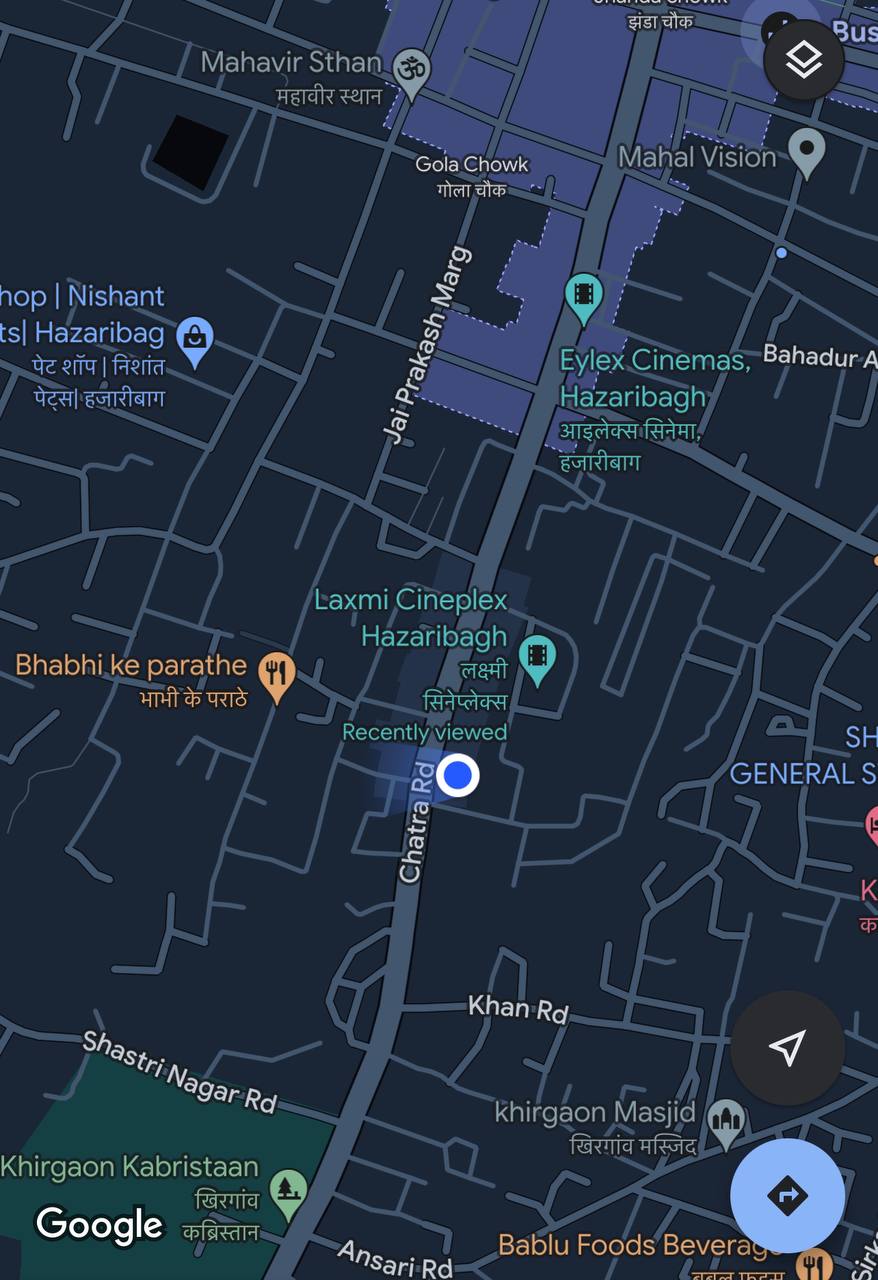 झंडा चौक
Bus
Mahavir Sthan
महावीर स्थान
Mahal Vision
Gola Chowk
गोला चौक
Jai Prakash Marg
hop | Nishant
ts| Hazaribag
पेट शॉप | निशांत
पेट्स| हजारीबाग
Eylex Cinemas,
Hazaribagh
आइलेक्स सिनेमा,
हजारीबाग
Bahadur A
Laxmi Cineplex
Hazaribagh
लक्ष्मी
सिनेप्लेक्स
Recently viewed
Bhabhi ke parathe
भाभी के पराठे
SH
GENERAL S
Chatra Rd
K
क
Khan Rd
Shastri Nagar Rd
khirgaon Masjid
खिरगांव मस्जिद
Khirgaon Kabristaan
खिरगांव
कब्रिस्तान
Google
Ansari Rd
Bablu Foods Beverage